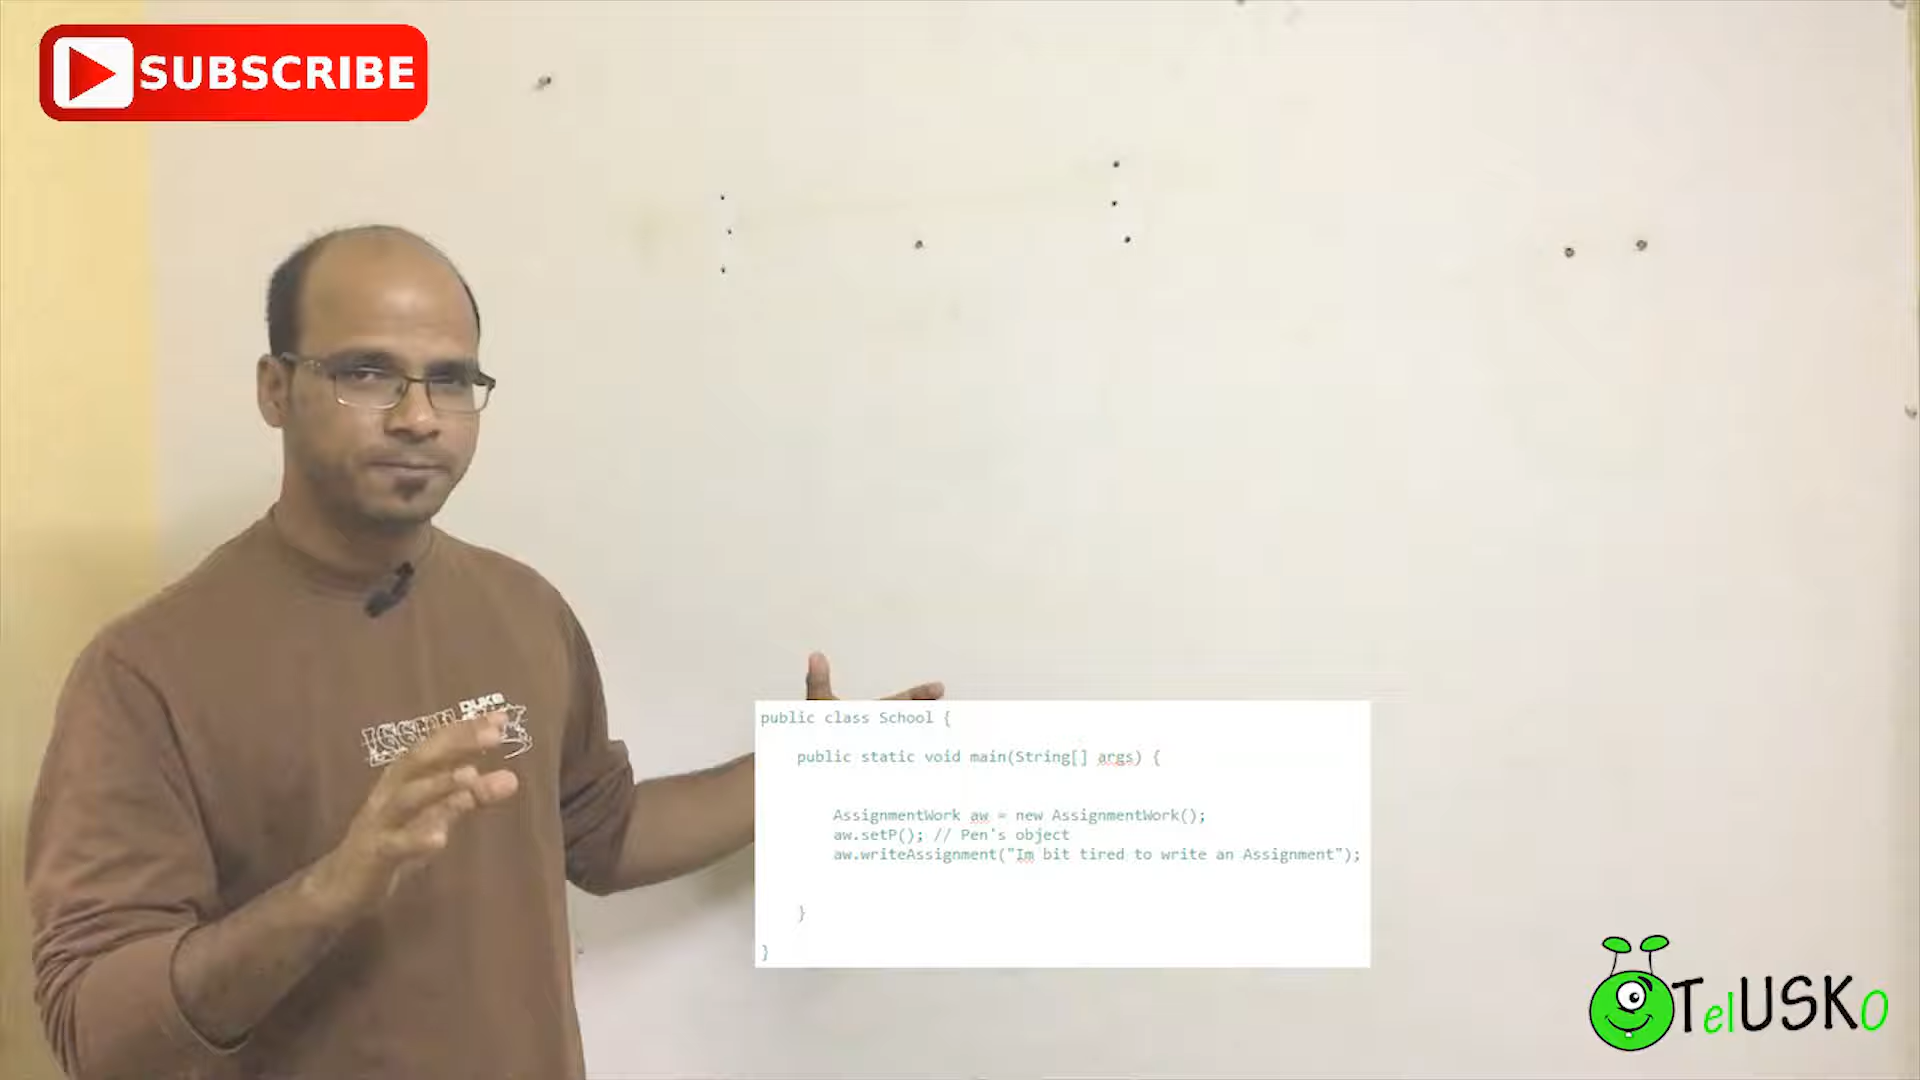 SUBSCRIBE
DUKE
public class School {
public static void main(String[] args) {
AssignmentWork aw = new AssignmentWork();
aw.setP(); // Pen's object
aw.writeAssignment("Im bit tired to write an Assignment");
}
}
TelUSKO